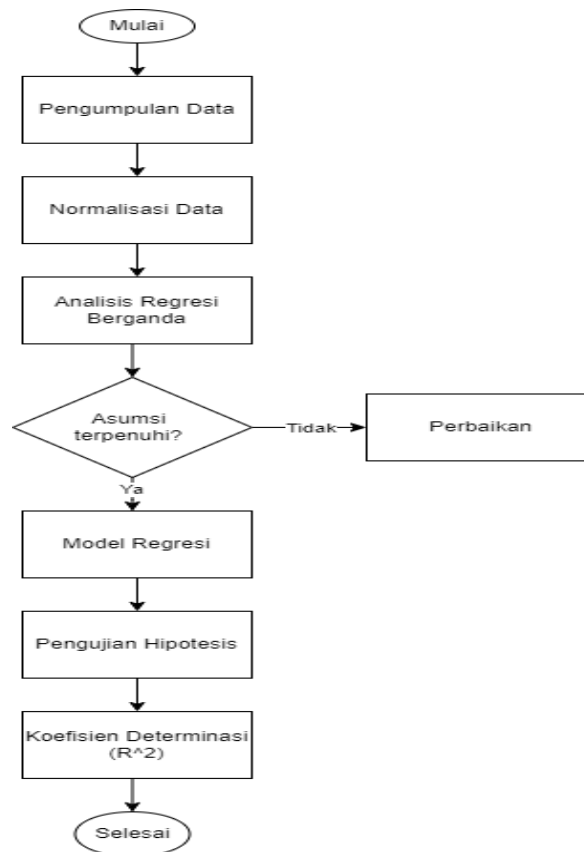 Mulai
Pengumpulan Data
Normalisasi Data
Analisis Regresi
Berganda
Asumsi
terpenuhi?
Tidak
Perbaikan
Ya
Model Regresi
Pengujian Hipotesis
Koefisien Determinasi
(R^2)
Selesai